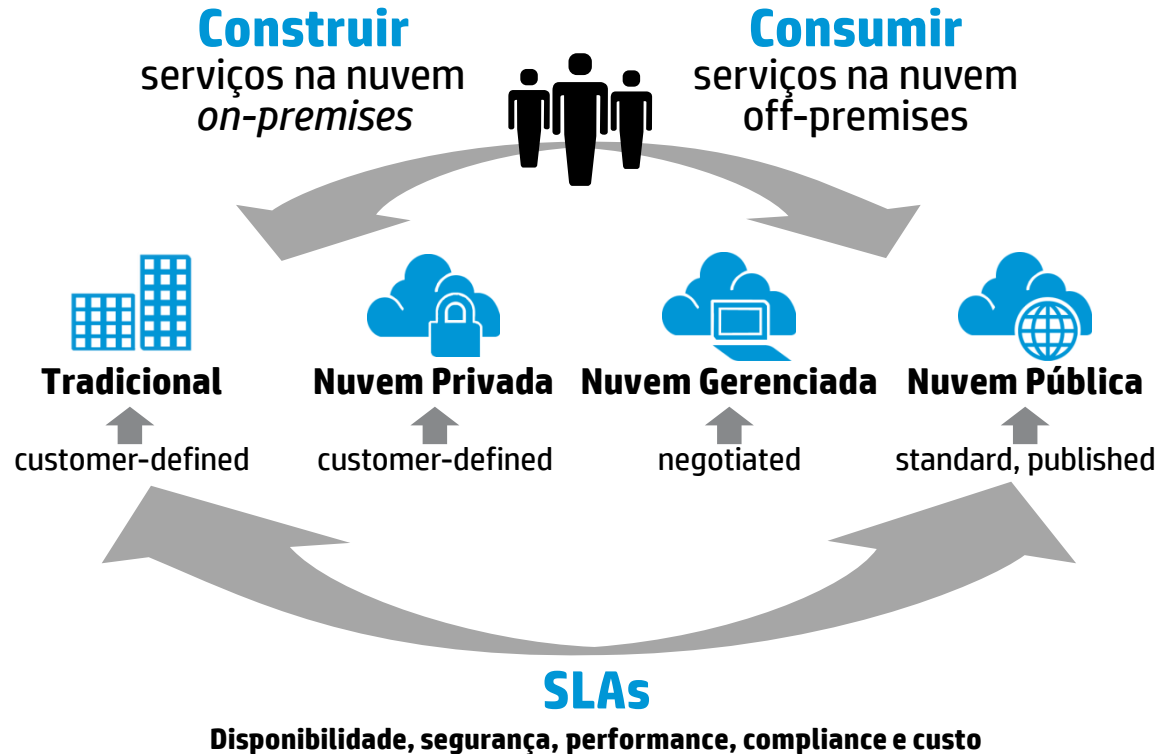 Construir
serviços na nuvem
on-premises
Consumir
serviços na nuvem
off-premises
Tradicional
Nuvem Privada
Nuvem Gerenciada
Nuvem Pública
customer-defined
customer-defined
negotiated
standard, published
SLAs
Disponibilidade, segurança, performance, compliance e custo